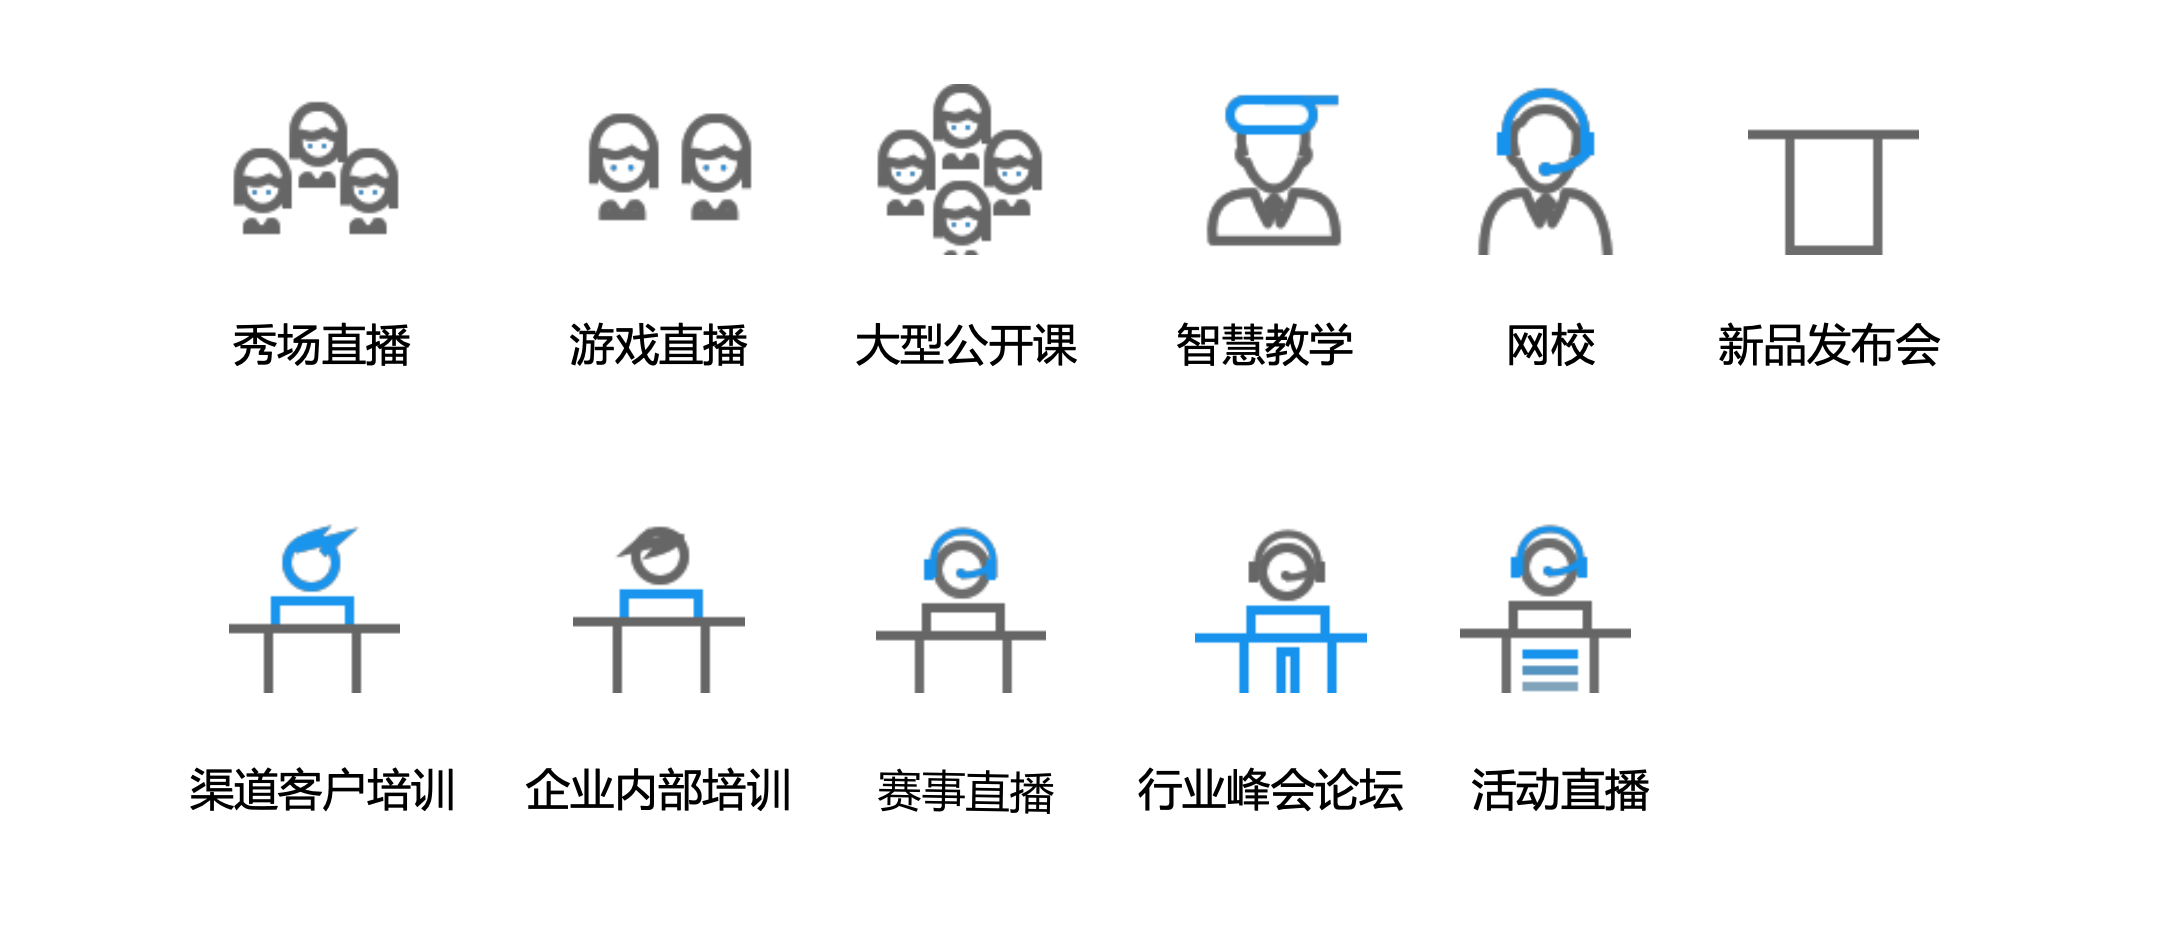 秀场直播
游戏直播
大型公开课
智慧教学
网校
新品发布会
渠道客户培训
企业内部培训
赛事直播
行业峰会论坛
活动直播